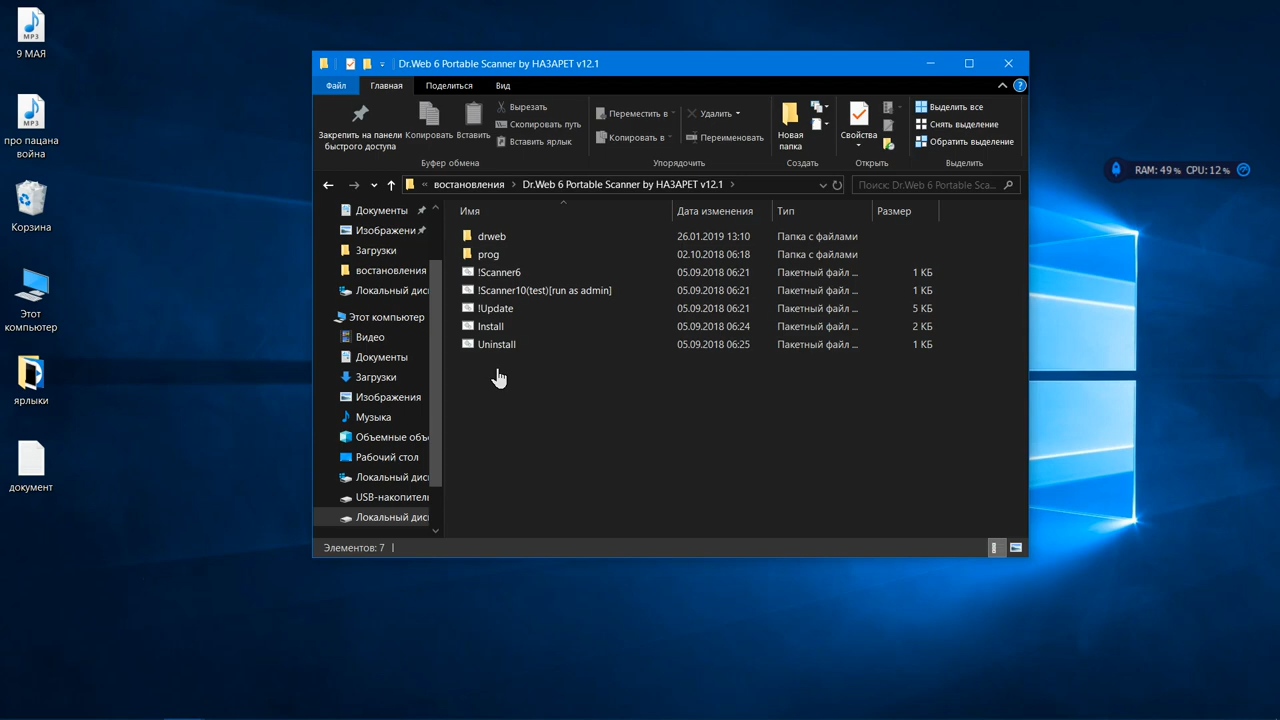 MP3
9 МАЯ
MP3
про пацана
война
Корзина
Этот
компьютер
ярлыки
документ
Dr.Web 6 Portable Scanner by НАЗАРЕТ v12.1
Файл
Главная
Поделиться
Вид
Закрепить на панели
быстрого доступа
Копировать
Вставить
Вырезать
Скопировать путь
Вставить ярлык
Буфер обмена
Переместить в
Копировать в
Удалить
Переименовать
Упорядочить
Новая
папка
Создать
Свойства
Открыть
Выделить все
Снять выделение
Обратить выделение
Выделить
« востановления > Dr.Web 6 Portable Scanner by НАЗАРЕТ v12.1 >
Поиск: Dr.Web 6 Portable Sca...
Документы
Изображени
Загрузки
востановления
Локальный дис
Этот компьютер
Видео
Документы
Загрузки
Изображения
Музыка
Объемные объ
Рабочий стол
Локальный дис
USB-накопитель
Локальный дис
Имя Дата изменения Тип Размер
drweb 26.01.2019 13:10 Папка с файлами
prog 02.10.2018 06:18 Папка с файлами
!Scanner6 05.09.2018 06:21 Пакетный файл ... 1 КБ
!Scanner10(test)[run as admin] 05.09.2018 06:21 Пакетный файл ... 1 КБ
!Update 05.09.2018 06:21 Пакетный файл ... 5 КБ
Install 05.09.2018 06:24 Пакетный файл ... 2 КБ
Uninstall 05.09.2018 06:25 Пакетный файл ... 1 КБ
Элементов: 7
RAM: 49% CPU: 12%